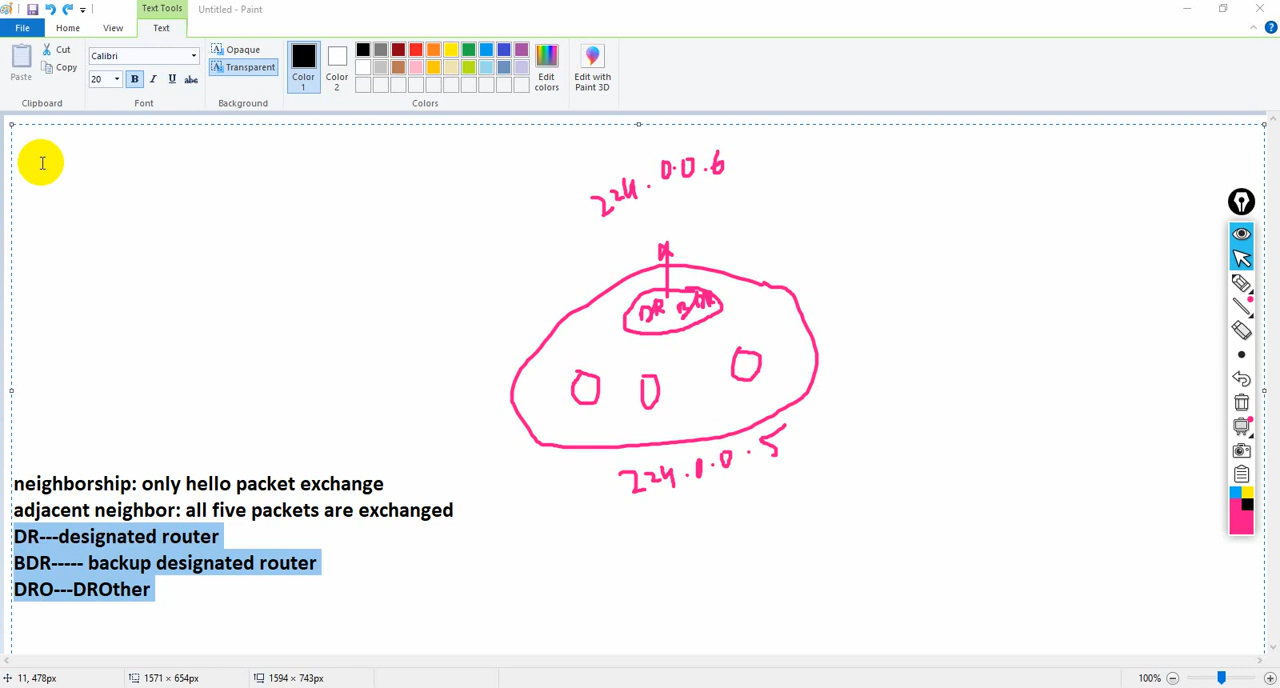 Text Tools
Untitled - Paint
File
Home
View
Text
Paste
Cut
Copy
Clipboard
Calibri
20
B I U abc
Font
Opaque
Transparent
Background
Color 1
Color 2
Edit colors
Colors
Edit with Paint 3D
224.0.0.6
DR BDR
224.0.0.5
neighborship: only hello packet exchange
adjacent neighbor: all five packets are exchanged
DR---designated router
BDR----- backup designated router
DRO---DROther
11, 478px
1571 × 654px
1594 × 743px
100%